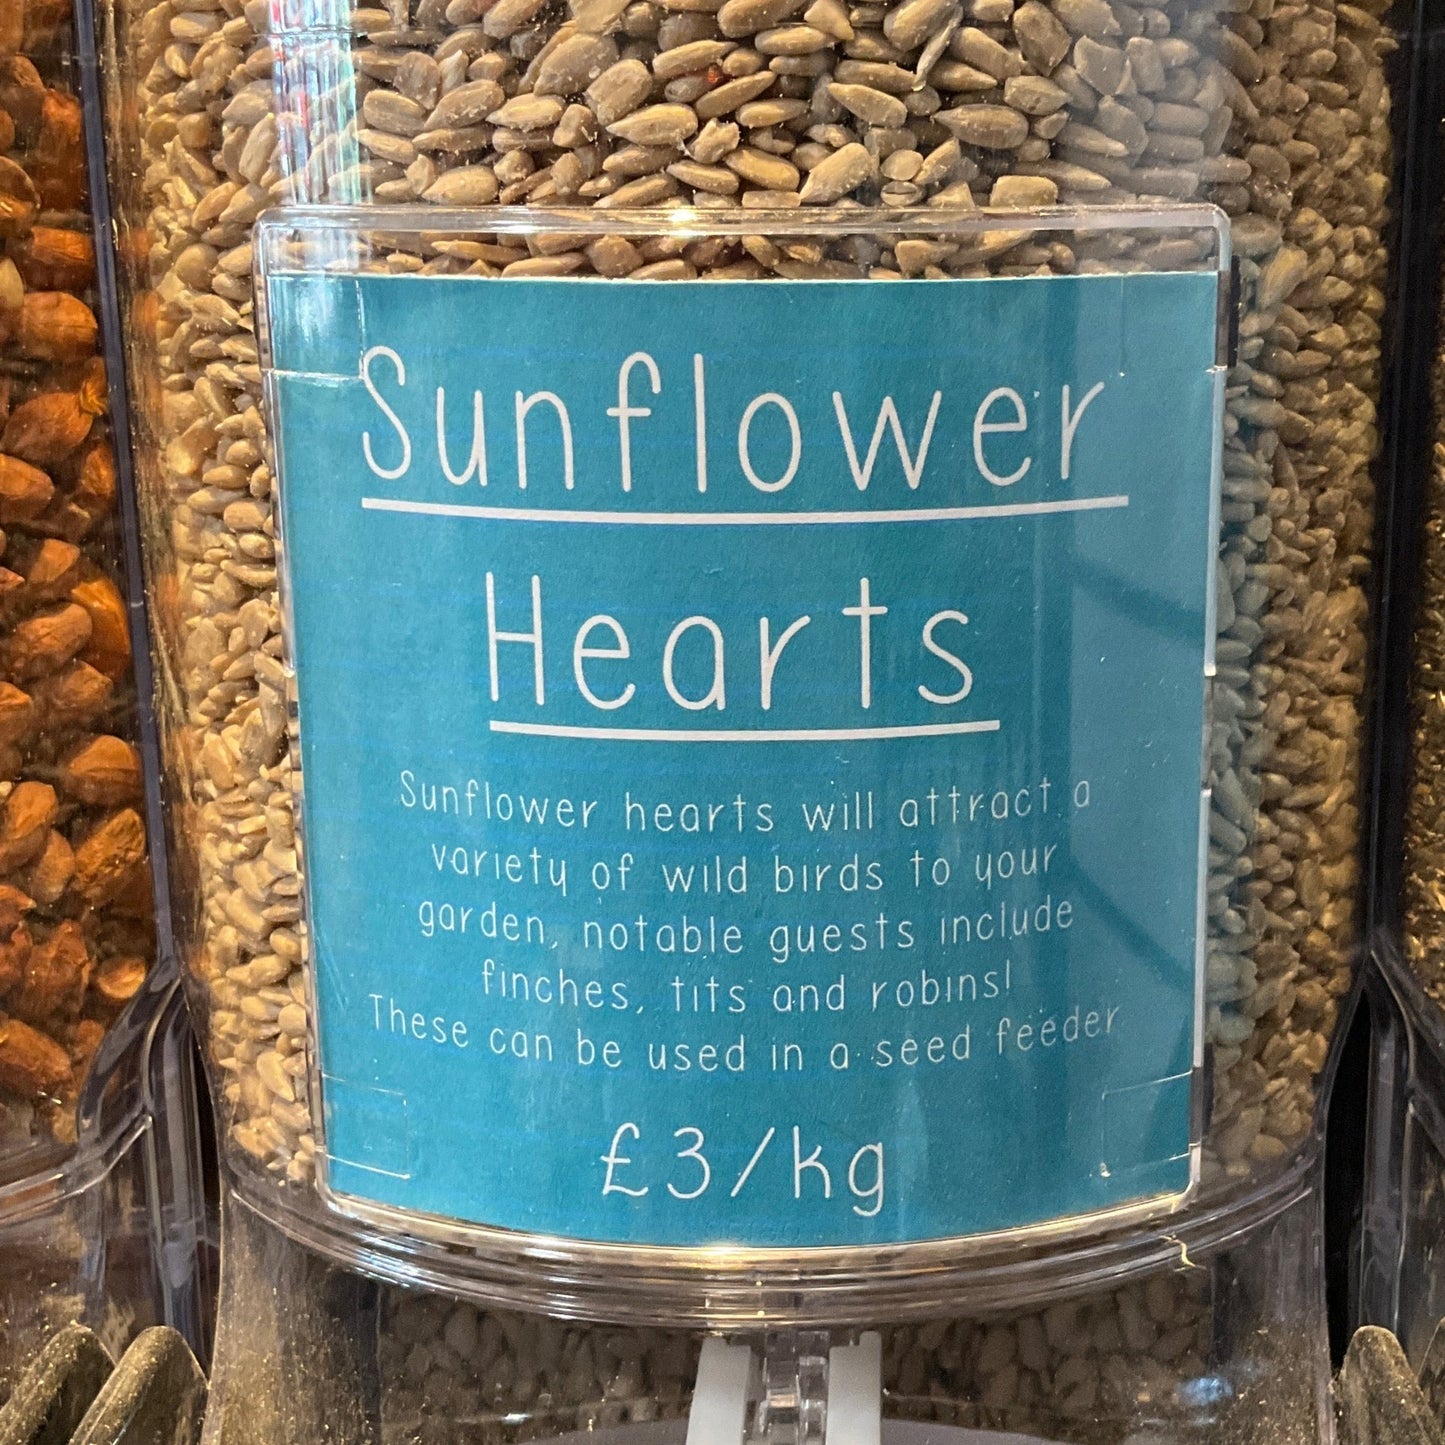 Sunflower
Hearts
Sunflower hearts will attract a
variety of wild birds to your
garden, notable guests include
finches, tits and robins!
These can be used in a seed feeder
£3/kg